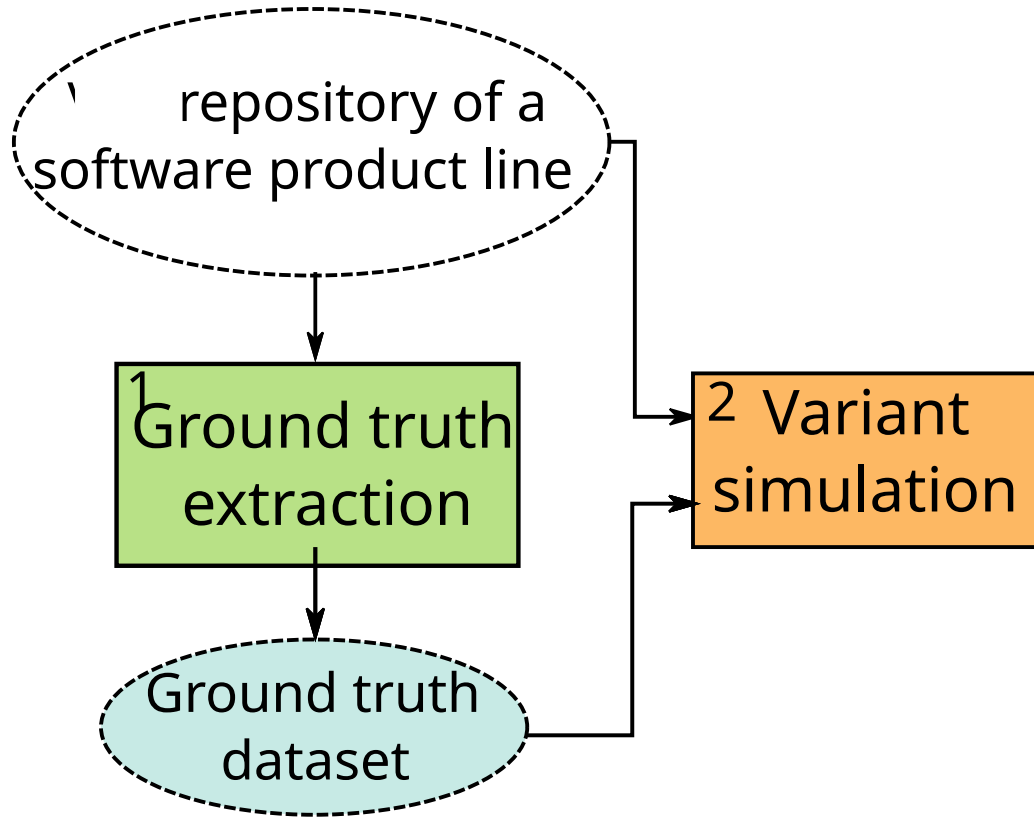 repository of a
software product line
1
Ground truth
extraction
2
Variant
simulation
Ground truth
dataset